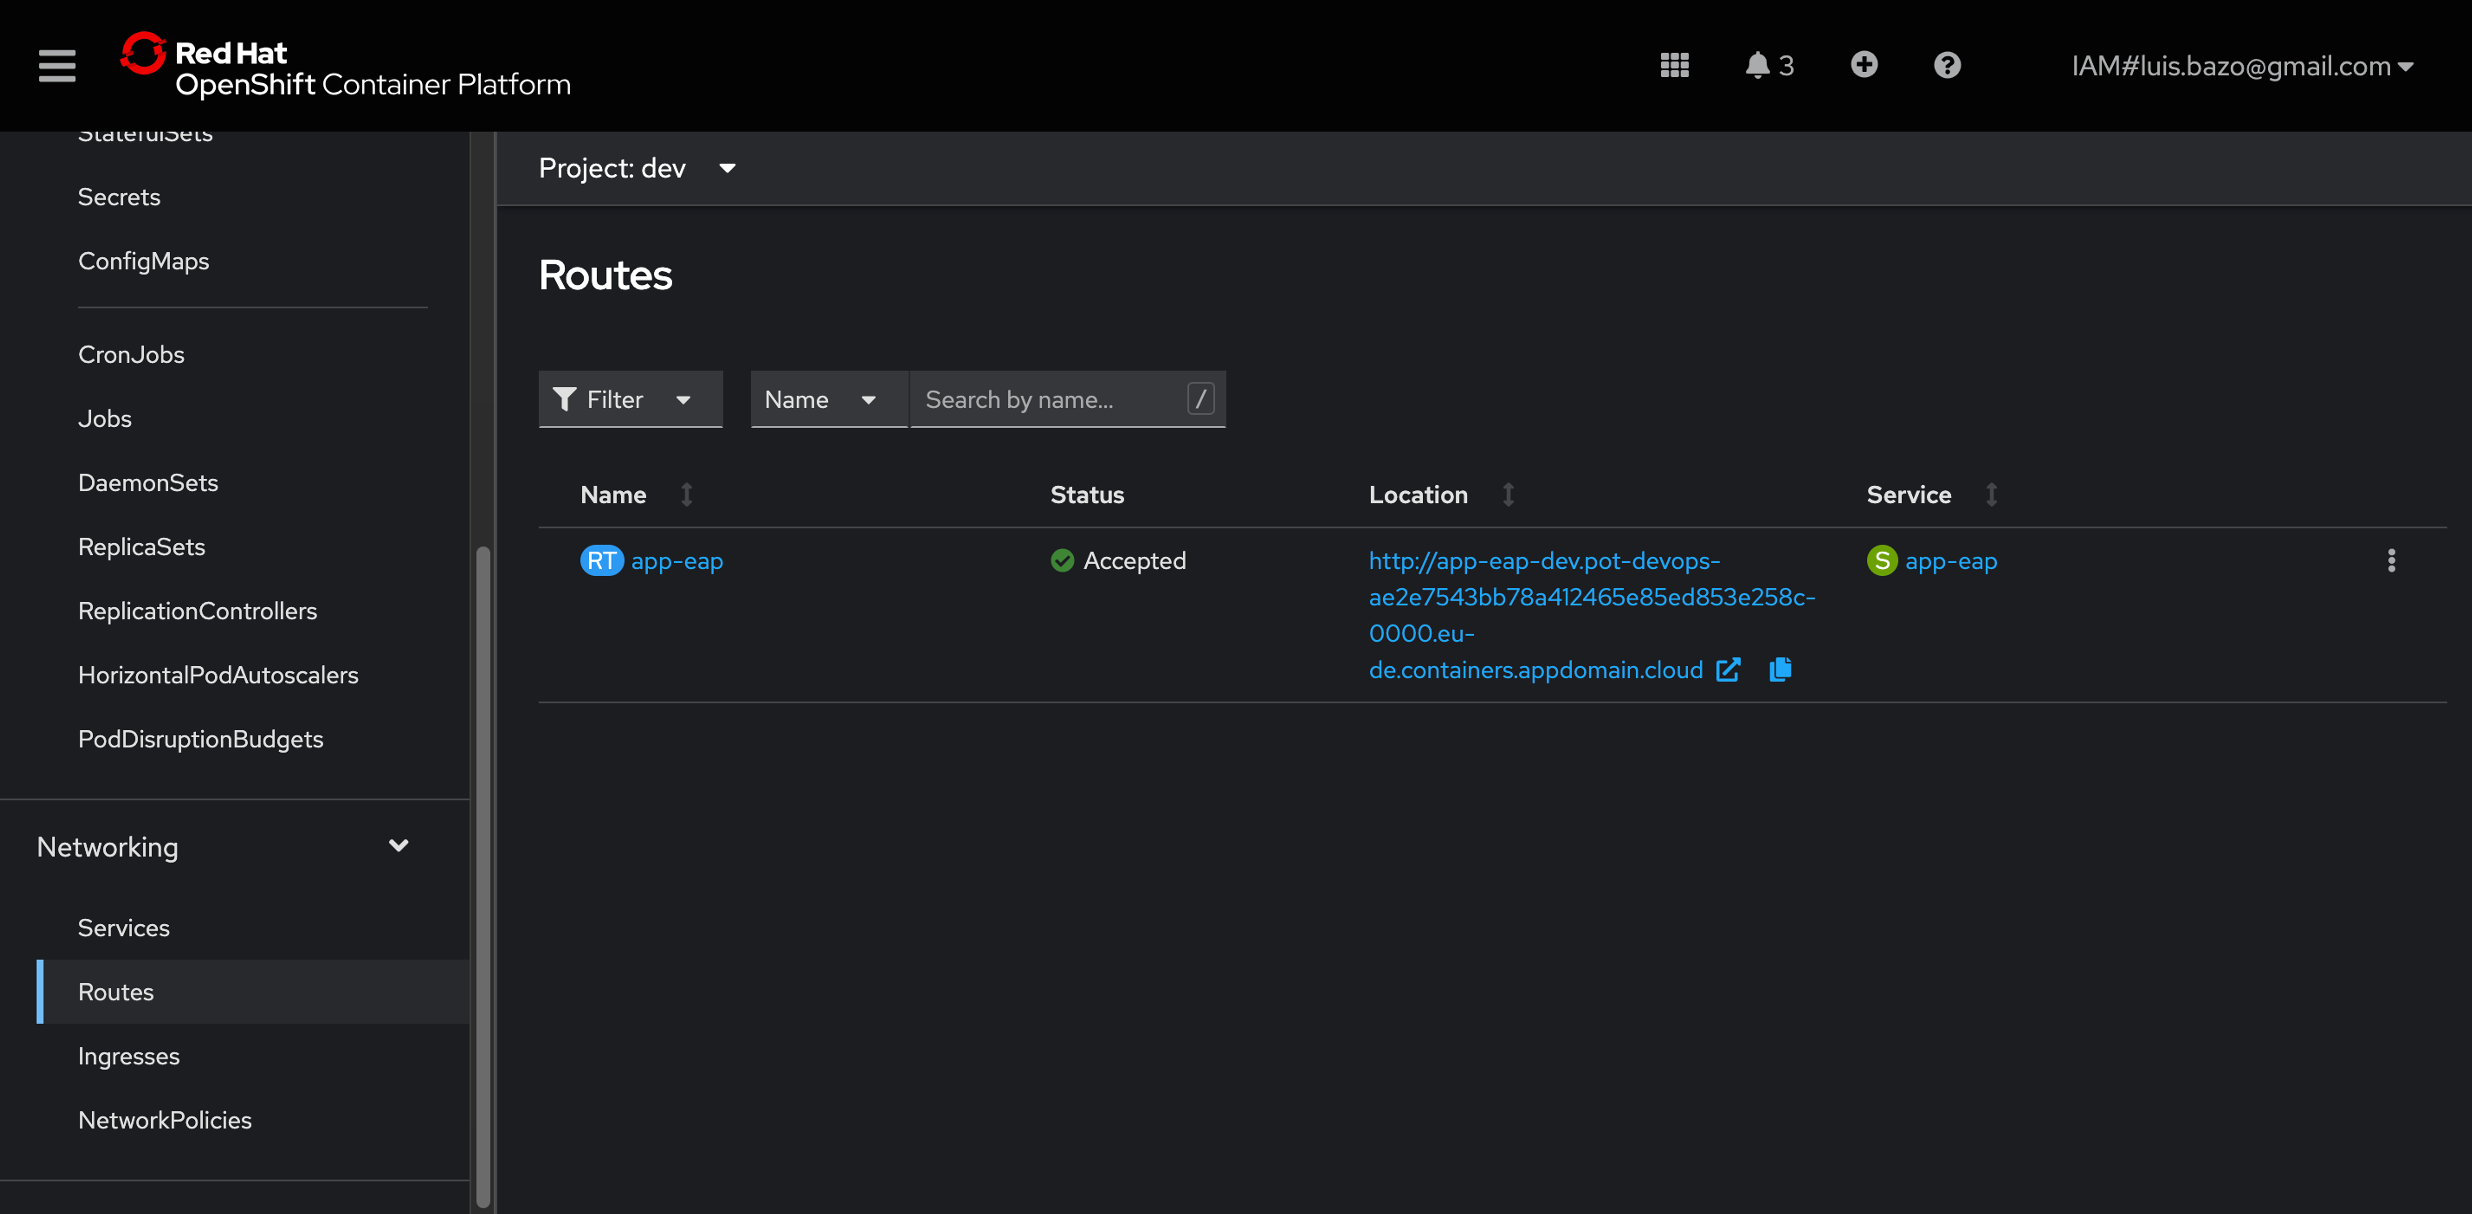 Red Hat
OpenShift Container Platform
3
IAM#luis.bazo@gmail.com
StatefulSets
Secrets
ConfigMaps
CronJobs
Jobs
DaemonSets
ReplicaSets
ReplicationControllers
HorizontalPodAutoscalers
PodDisruptionBudgets
Networking
Services
Routes
Ingresses
NetworkPolicies
Project: dev
Routes
Filter
Name
Search by name...
/
Name
Status
Location
Service
RT app-eap
Accepted
http://app-eap-dev.pot-devops-
ae2e7543bb78a412465e85ed853e258c-
0000.eu-
de.containers.appdomain.cloud
S app-eap